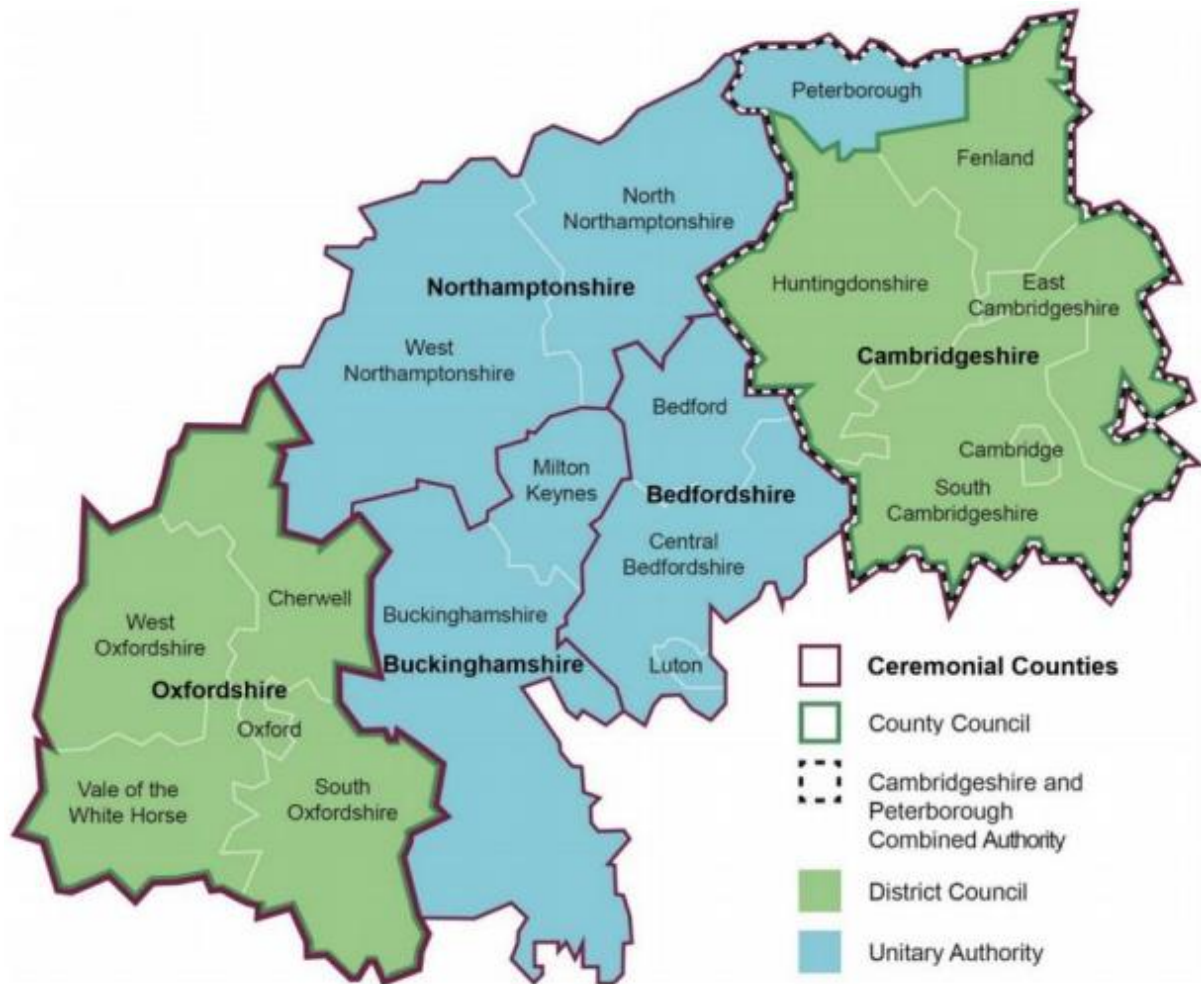 Peterborough
Fenland
North
Northamptonshire
Northamptonshire
Huntingdonshire
East
Cambridgeshire
Cambridgeshire
West
Northamptonshire
Bedford
Cambridge
Milton
Keynes
Bedfordshire
South
Cambridgeshire
Central
Bedfordshire
Cherwell
Buckinghamshire
West
Oxfordshire
Buckinghamshire
Luton
Oxfordshire
Oxford
Vale of the
White Horse
South
Oxfordshire
Ceremonial Counties
County Council
Cambridgeshire and
Peterborough
Combined Authority
District Council
Unitary Authority